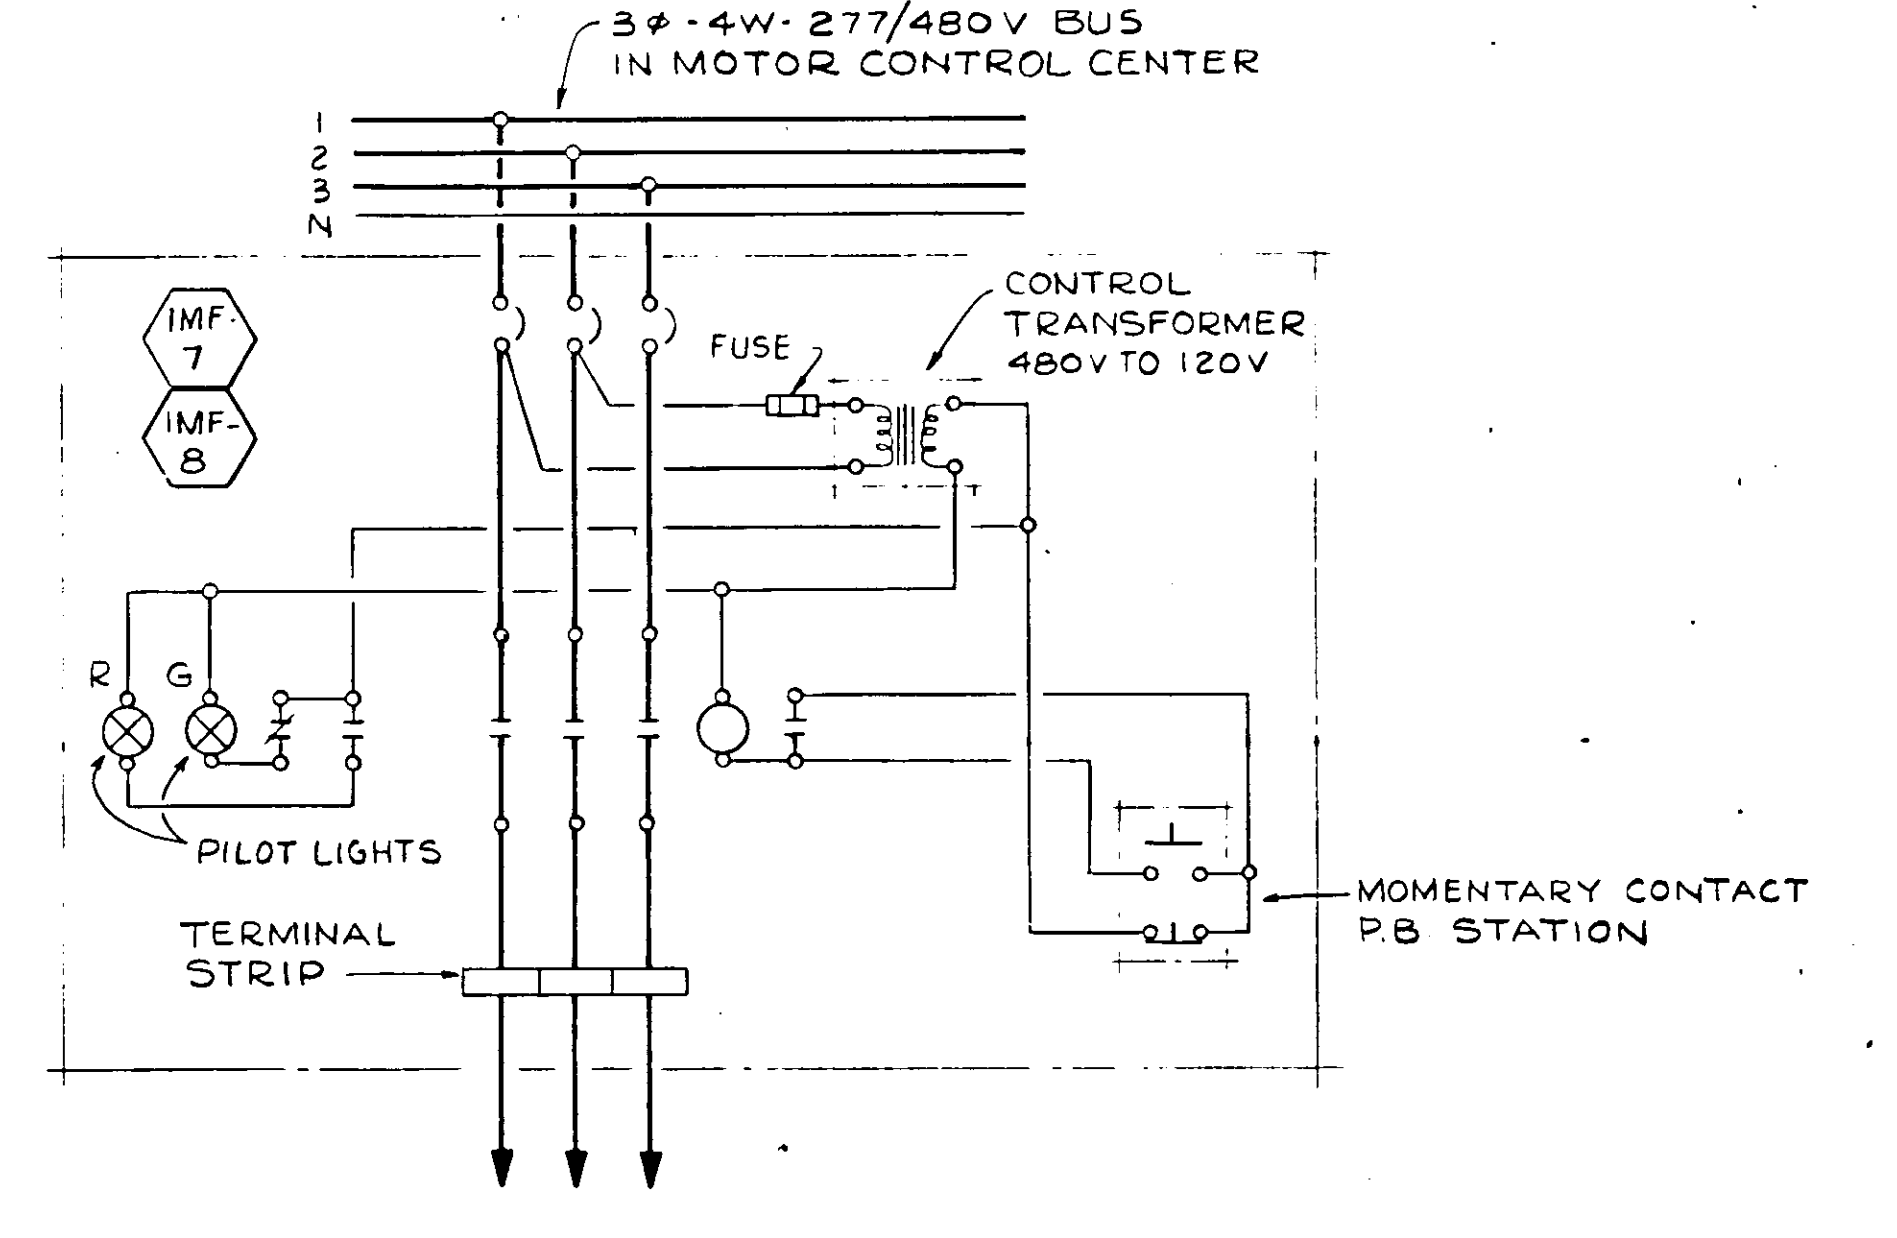 3ø-4W-277/480V BUS
IN MOTOR CONTROL CENTER
1
2
3
N
IMF-
7
IMF-
8
CONTROL
TRANSFORMER
480V TO 120V
FUSE
R
G
PILOT LIGHTS
TERMINAL
STRIP
MOMENTARY CONTACT
P.B STATION